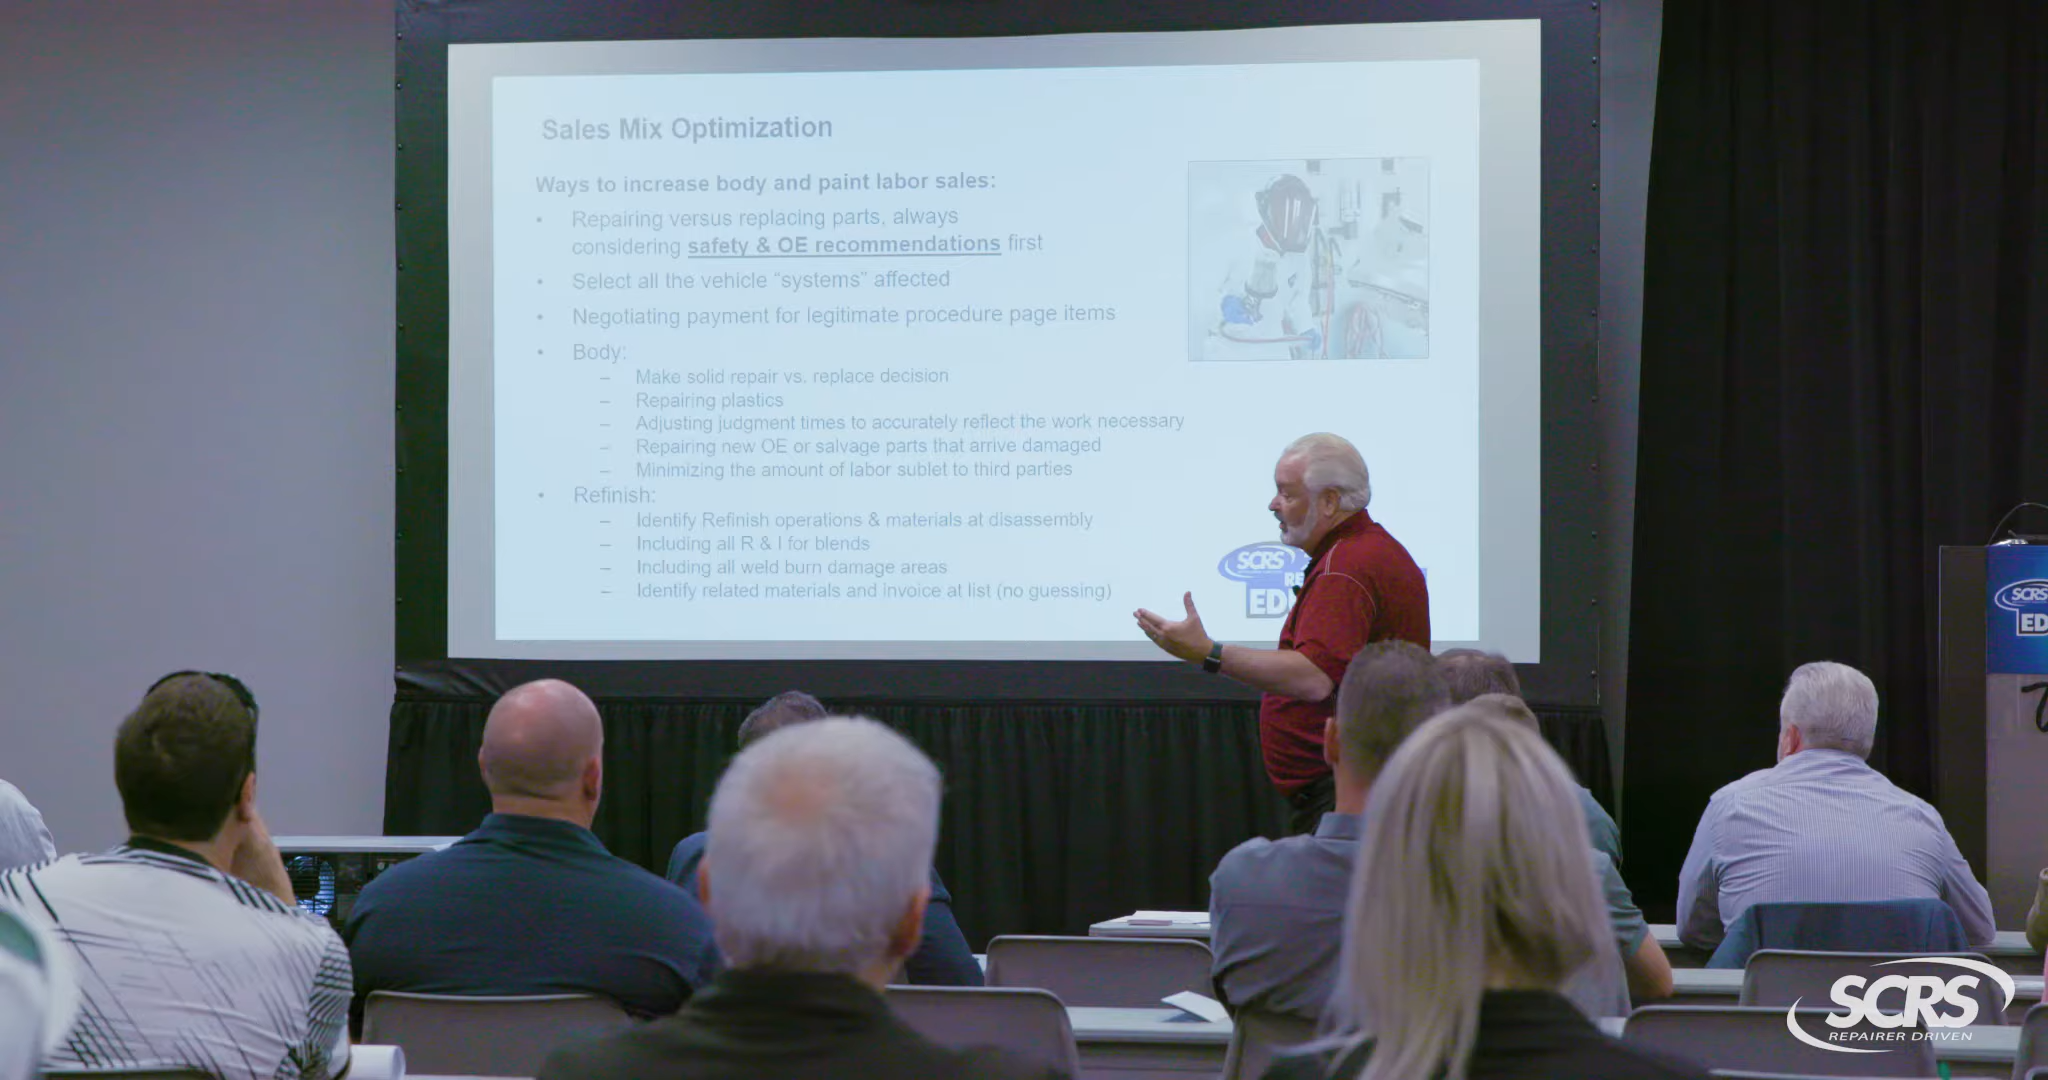 Sales Mix Optimization
Ways to increase body and paint labor sales:
• Repairing versus replacing parts, always
considering safety & OE recommendations first
• Select all the vehicle “systems” affected
• Negotiating payment for legitimate procedure page items
• Body:
– Make solid repair vs. replace decision
– Repairing plastics
– Adjusting judgment times to accurately reflect the work necessary
– Repairing new OE or salvage parts that arrive damaged
– Minimizing the amount of labor sublet to third parties
• Refinish:
– Identify Refinish operations & materials at disassembly
– Including all R & I for blends
– Including all weld burn damage areas
– Identify related materials and invoice at list (no guessing)
SCRS
RE
ED
SCRS
ED
SCRS
REPAIRER DRIVEN